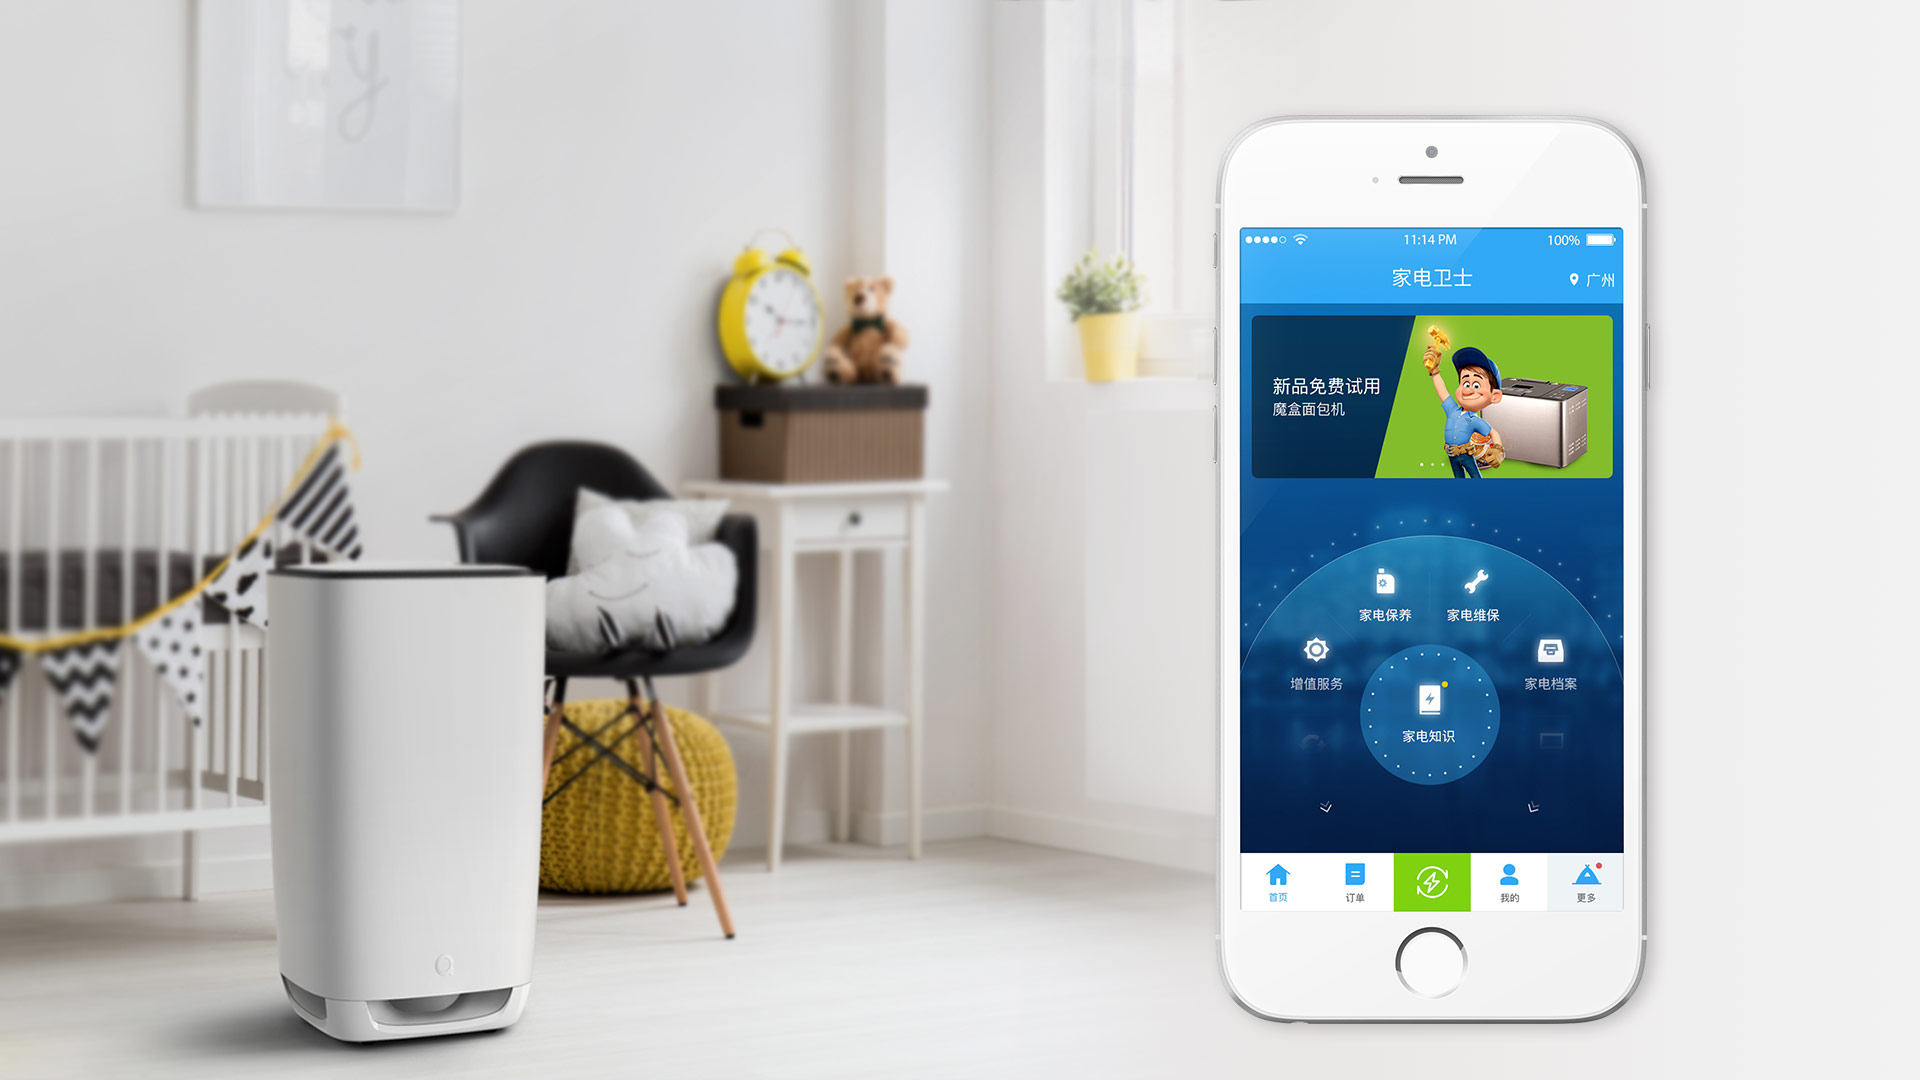 11:14 PM
100%
家电卫士
广州
新品免费试用
魔盒面包机
家电保养
家电维保
增值服务
家电档案
家电知识
首页
订单
我的
更多